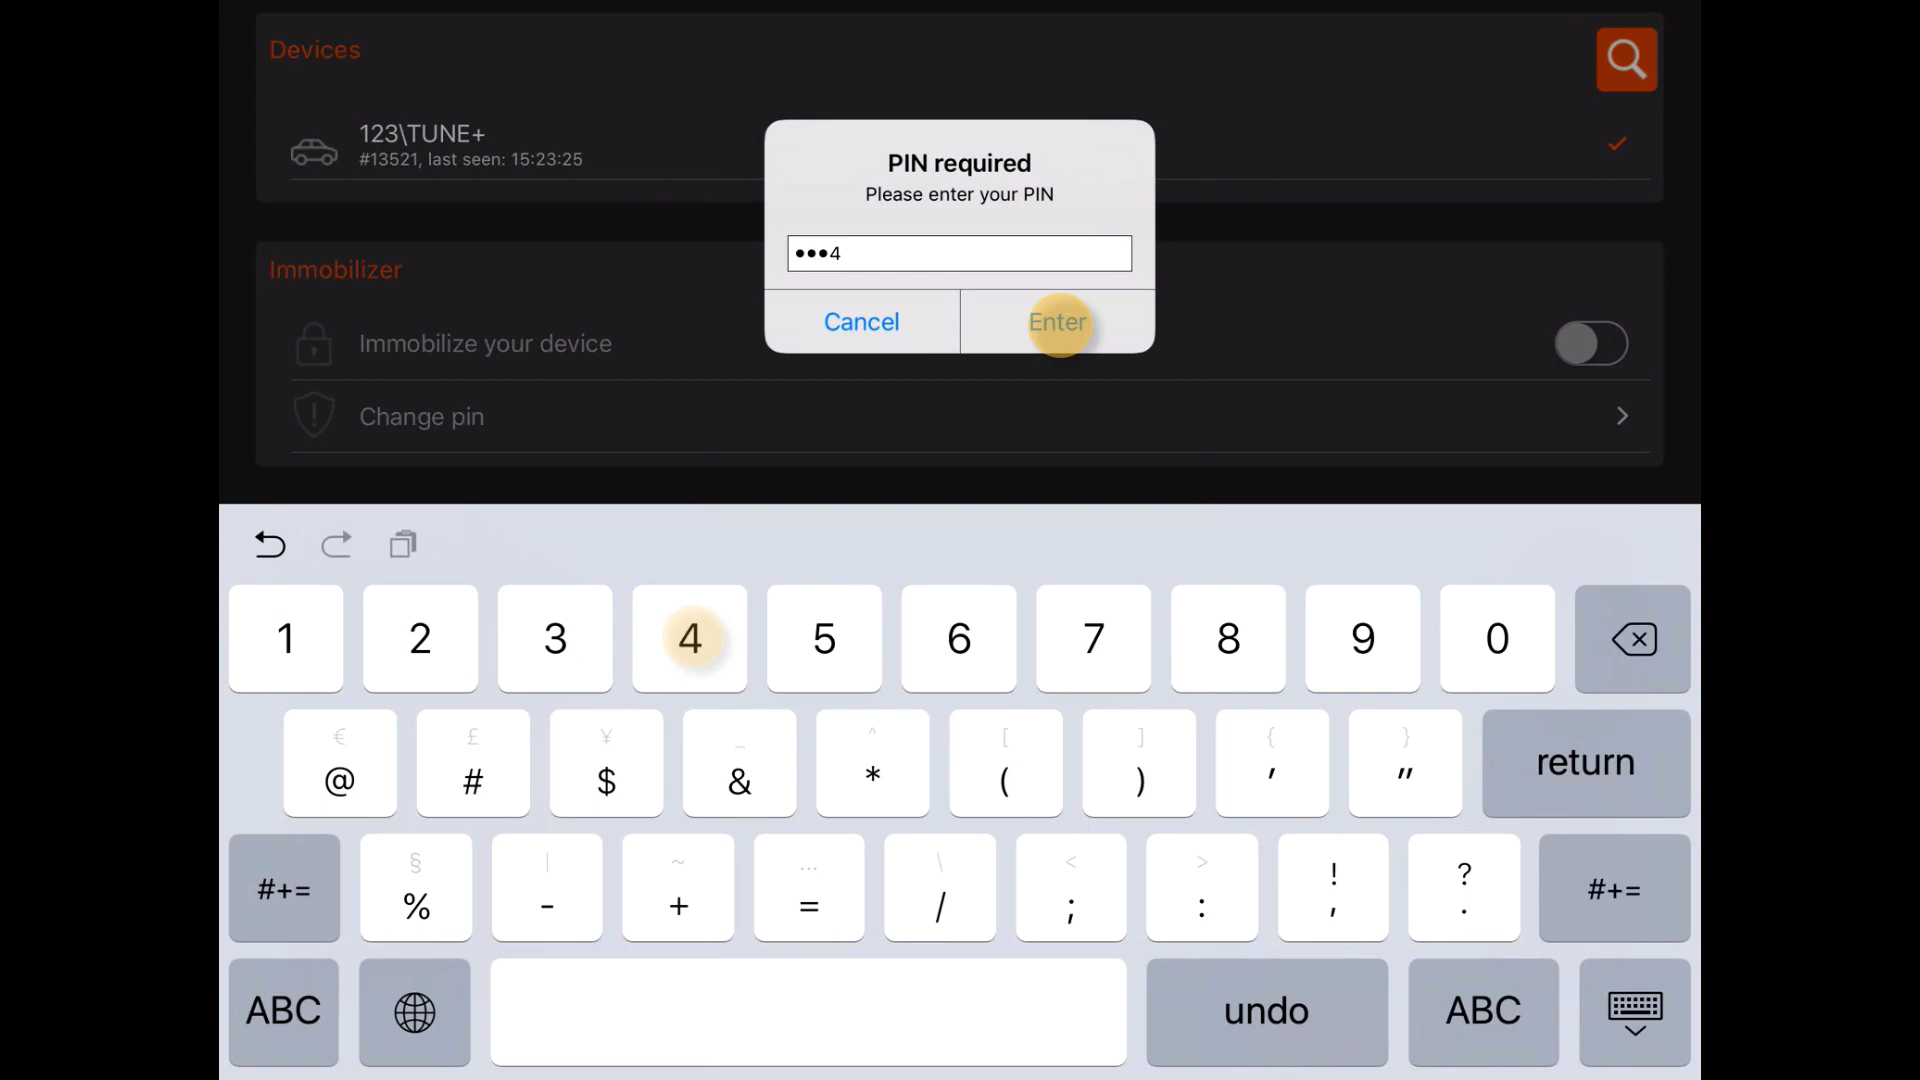 Devices
123\TUNE+
#13521, last seen: 15:23:25
PIN required
Please enter your PIN
•••4
Cancel
Enter
Immobilizer
Immobilize your device
Change pin
1 2 3 4 5 6 7 8 9 0
€ £ ¥ _ ^ [ ] { }
@ # $ & * ( ) ' " return
§ | ~ … \ < > ! ?
#+= % - + = / ; : , . #+=
ABC undo ABC